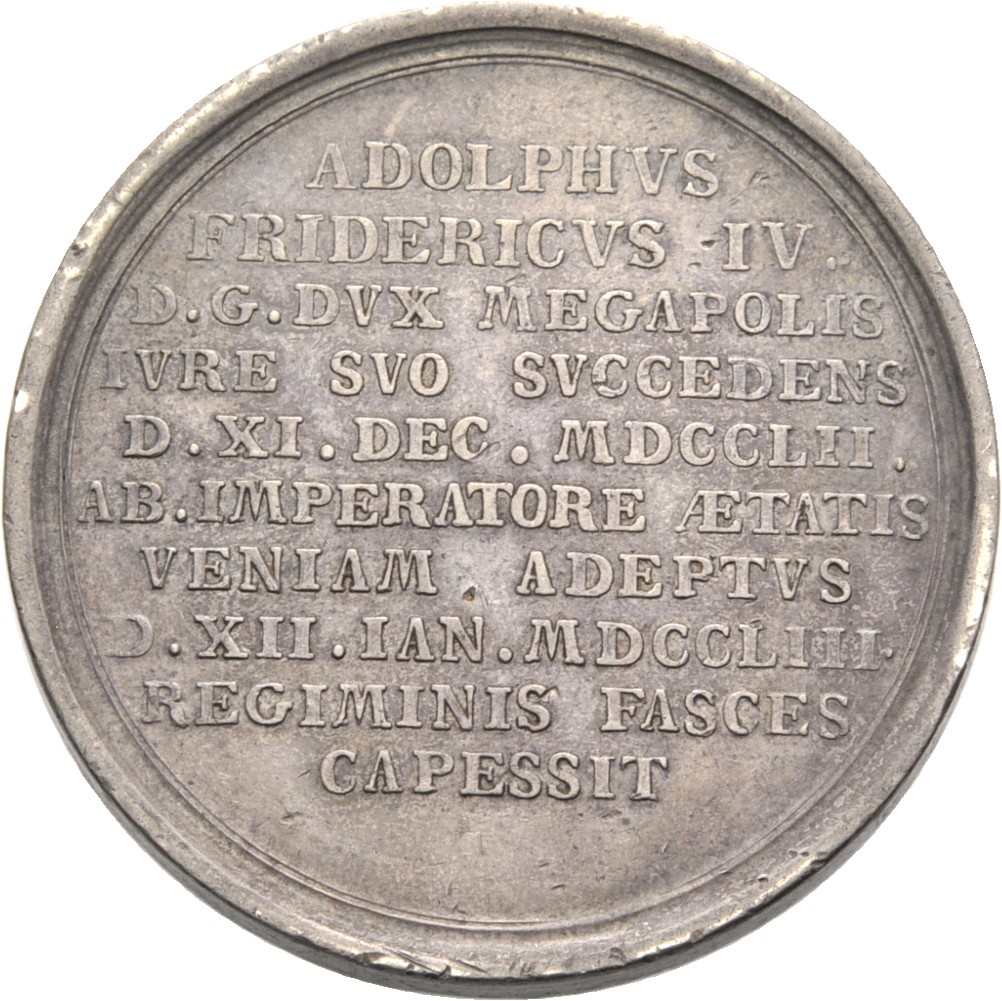 ADOLPHVS
FRIDERICVS IV.
D.G.DVX MEGAPOLIS
IVRE SVO SVCCEDENS
D.XI.DEC.MDCCLII.
AB.IMPERATORE ÆTATIS
VENIAM ADEPTVS
D.XII.IAN.MDCCLIII.
REGIMINIS FASCES
CAPESSIT